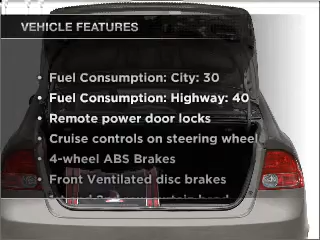 VEHICLE FEATURES
• Fuel Consumption: City: 30
• Fuel Consumption: Highway: 40
• Remote power door locks
• Cruise controls on steering wheel
• 4-wheel ABS Brakes
• Front Ventilated disc brakes